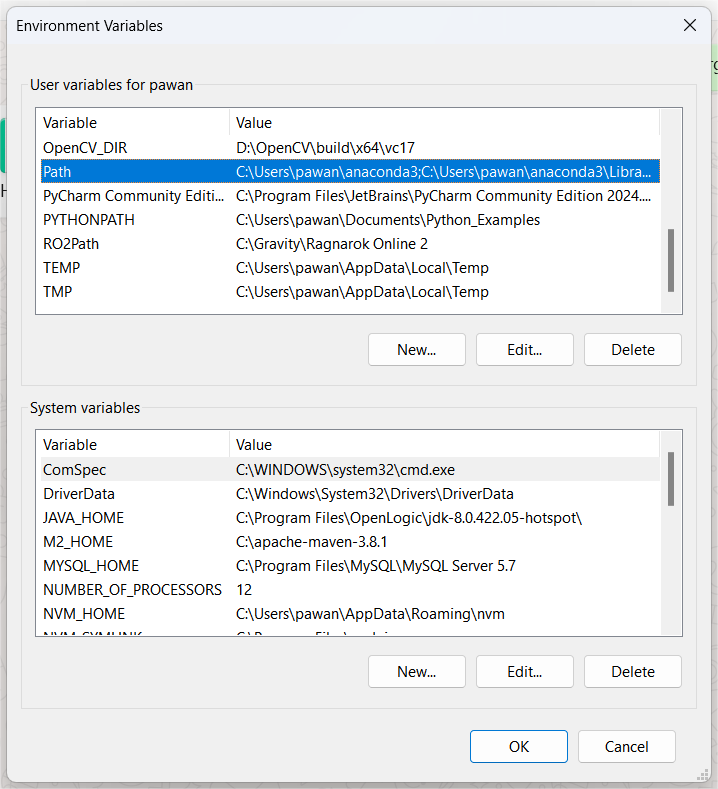 Environment Variables
User variables for pawan
Variable Value
OpenCV_DIR D:\OpenCV\build\x64\vc17
Path C:\Users\pawan\anaconda3;C:\Users\pawan\anaconda3\Libra...
PyCharm Community Editi... C:\Program Files\JetBrains\PyCharm Community Edition 2024....
PYTHONPATH C:\Users\pawan\Documents\Python_Examples
RO2Path C:\Gravity\Ragnarok Online 2
TEMP C:\Users\pawan\AppData\Local\Temp
TMP C:\Users\pawan\AppData\Local\Temp
New... Edit... Delete
System variables
Variable Value
ComSpec C:\WINDOWS\system32\cmd.exe
DriverData C:\Windows\System32\Drivers\DriverData
JAVA_HOME C:\Program Files\OpenLogic\jdk-8.0.422.05-hotspot\
M2_HOME C:\apache-maven-3.8.1
MYSQL_HOME C:\Program Files\MySQL\MySQL Server 5.7
NUMBER_OF_PROCESSORS 12
NVM_HOME C:\Users\pawan\AppData\Roaming\nvm
New... Edit... Delete
OK Cancel